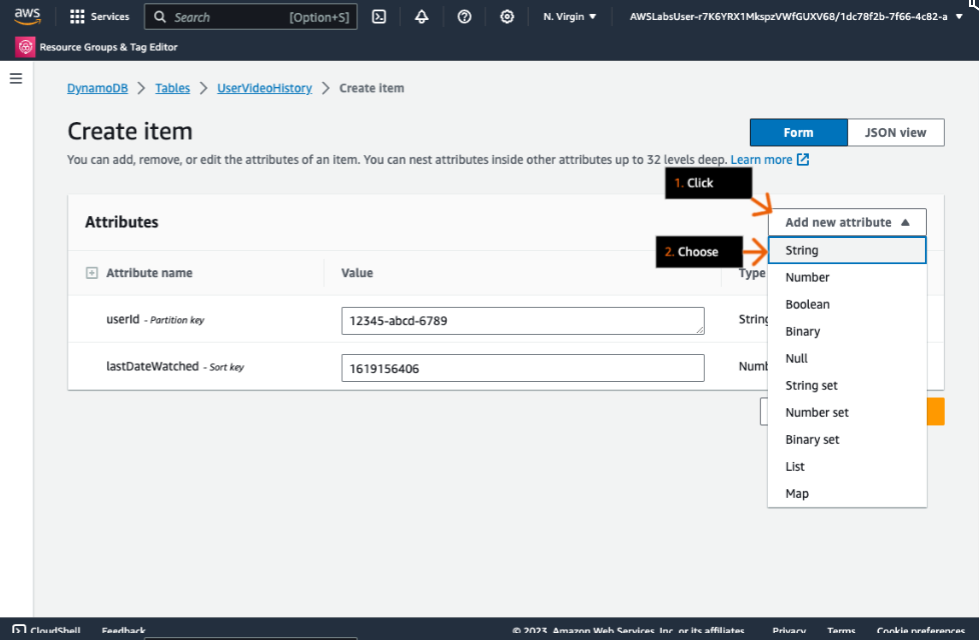 aws Services Search [Option+S] N. Virgin AWSLabsUser-r7K6YRX1MkspzVWfGUXV68/1dc78f2b-7f66-4c82-a
Resource Groups & Tag Editor
DynamoDB > Tables > UserVideoHistory > Create item
Create item
Form JSON view
You can add, remove, or edit the attributes of an item. You can nest attributes inside other attributes up to 32 levels deep. Learn more
1. Click
Attributes
Add new attribute
2. Choose
String
Attribute name Value Type
Number
Boolean
userId - Partition key 12345-abcd-6789 String
Binary
Null
lastDateWatched - Sort key 1619156406 Numb
String set
Number set
Binary set
List
Map
CloudShell Feedback © 2023, Amazon Web Services, Inc. or its affiliates. Privacy Terms Cookie preferences